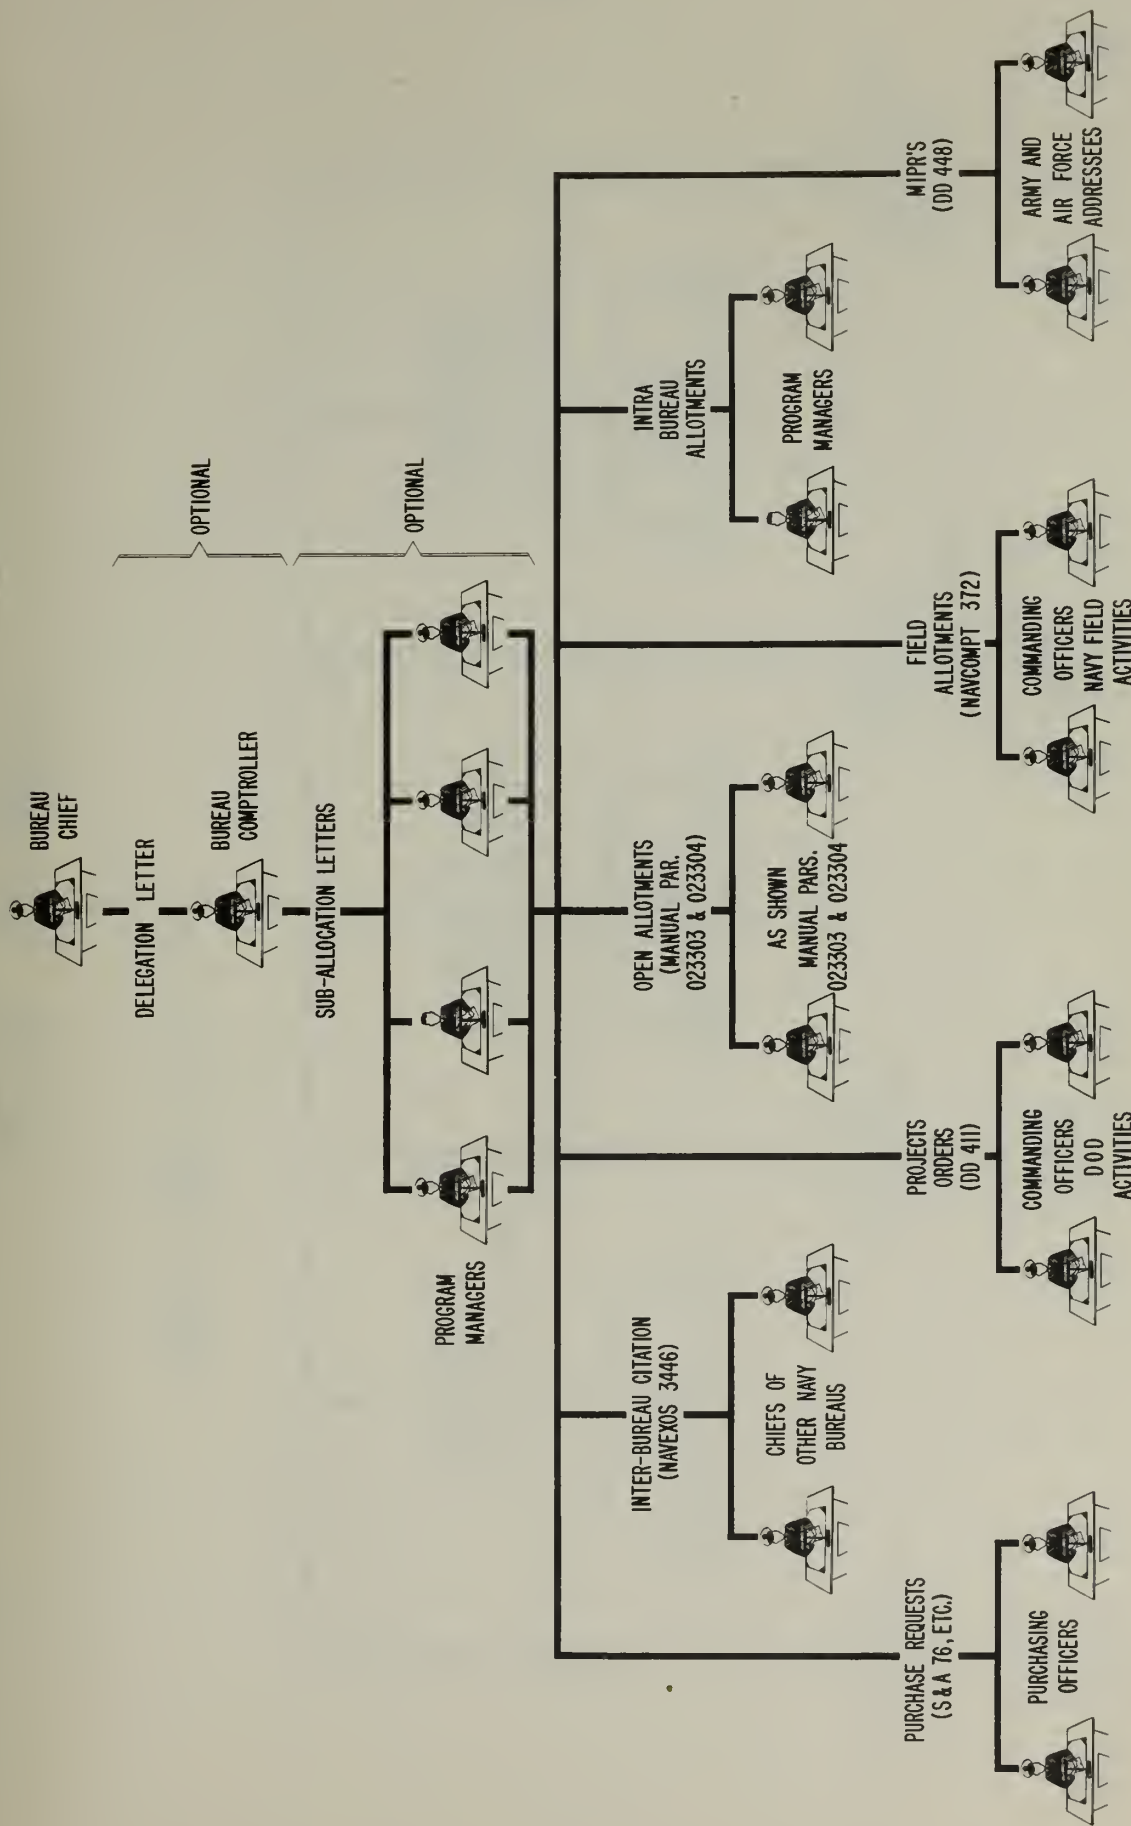 BUREAU
CHIEF
DELEGATION LETTER
BUREAU
COMPTROLLER
OPTIONAL
SUB-ALLOCATION LETTERS
OPTIONAL
PROGRAM
MANAGERS
INTER-BUREAU CITATION
(NAVEXOS 3446)
CHIEFS OF
OTHER NAVY
BUREAUS
OPEN ALLOTMENTS
(MANUAL PAR.
023303 & 023304)
AS SHOWN
MANUAL PARS.
023303 & 023304
INTRA
BUREAU
ALLOTMENTS
PROGRAM
MANAGERS
PURCHASE REQUESTS
(S & A 76, ETC.)
PURCHASING
OFFICERS
PROJECTS
ORDERS
(DD 411)
COMMANDING
OFFICERS
DOD
ACTIVITIES
FIELD
ALLOTMENTS
(NAVCOMPT 372)
COMMANDING
OFFICERS
NAVY FIELD
ACTIVITIES
MIPR'S
(DD 448)
ARMY AND
AIR FORCE
ADDRESSEES